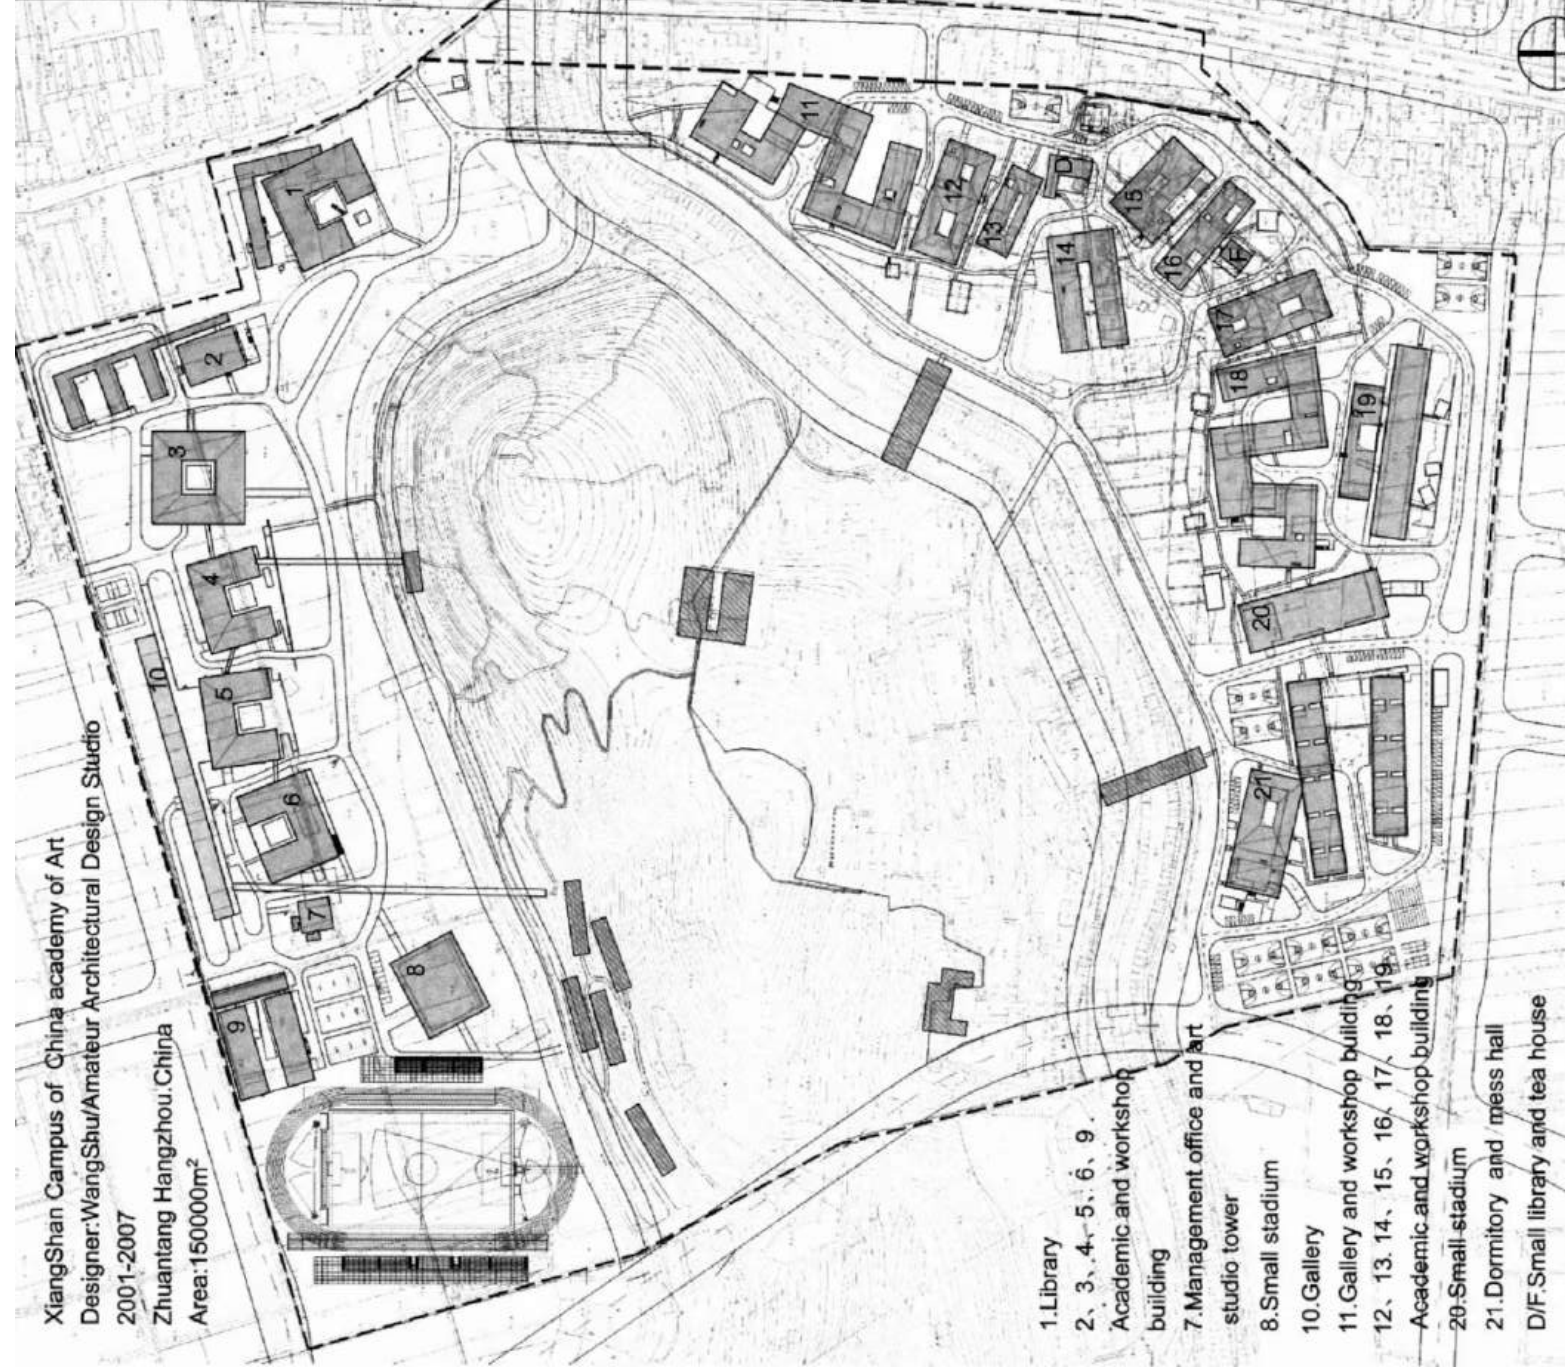 XiangShan Campus of China academy of Art
Designer:WangShu/Amateur Architectural Design Studio
2001-2007
Zhuantang Hangzhou.China
Area:150000m²
1
2
3
4
5
6
7
8
9
10
11
12
13
D
14
15
16
F
17
18
19
20
21
1.Library
2、3、4、5、6、9.
Academic and workshop
building
7.Management office and art
studio tower
8.Small stadium
10.Gallery
11.Gallery and workshop building
12、13、14、15、16、17、18、19.
Academic and workshop building
20.Small stadium
21.Dormitory and mess hall
D/F.Small library and tea house